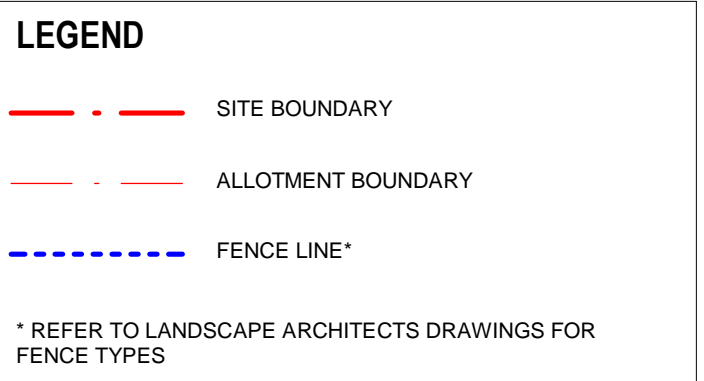 LEGEND
SITE BOUNDARY
ALLOTMENT BOUNDARY
FENCE LINE*
* REFER TO LANDSCAPE ARCHITECTS DRAWINGS FOR
FENCE TYPES